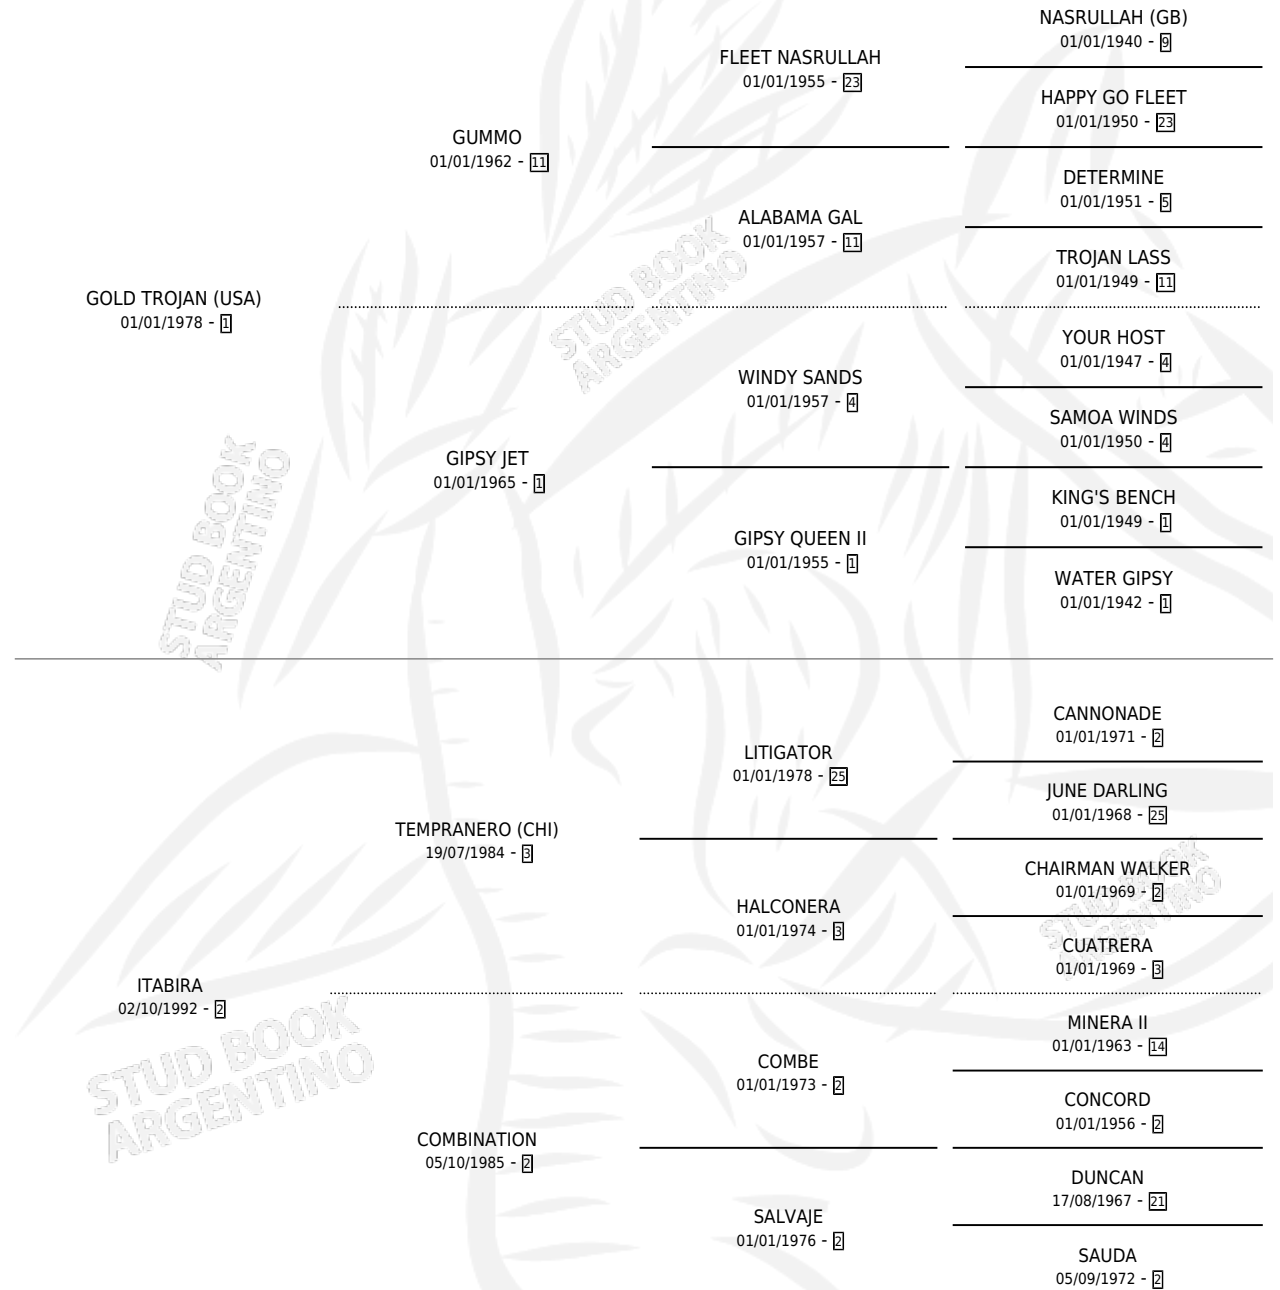 NASRULLAH (GB)
01/01/1940 - 9
FLEET NASRULLAH
01/01/1955 - 23
HAPPY GO FLEET
01/01/1950 - 23
GUMMO
01/01/1962 - 11
DETERMINE
01/01/1951 - 5
ALABAMA GAL
01/01/1957 - 11
TROJAN LASS
01/01/1949 - 11
GOLD TROJAN (USA)
01/01/1978 - 1
YOUR HOST
01/01/1947 - 4
WINDY SANDS
01/01/1957 - 4
SAMOA WINDS
01/01/1950 - 4
GIPSY JET
01/01/1965 - 1
KING'S BENCH
01/01/1949 - 1
GIPSY QUEEN II
01/01/1955 - 1
WATER GIPSY
01/01/1942 - 1
CANNONADE
01/01/1971 - 2
LITIGATOR
01/01/1978 - 25
JUNE DARLING
01/01/1968 - 25
TEMPRANERO (CHI)
19/07/1984 - 3
CHAIRMAN WALKER
01/01/1969 - 2
HALCONERA
01/01/1974 - 3
CUATRERA
01/01/1969 - 3
ITABIRA
02/10/1992 - 2
MINERA II
01/01/1963 - 14
COMBE
01/01/1973 - 2
CONCORD
01/01/1956 - 2
COMBINATION
05/10/1985 - 2
DUNCAN
17/08/1967 - 21
SALVAJE
01/01/1976 - 2
SAUDA
05/09/1972 - 2
STUD BOOK
ARGENTINO
STUD BOOK
ARGENTINO
STUD BOOK
ARGENTINO
STUD BOOK
ARGENTINO